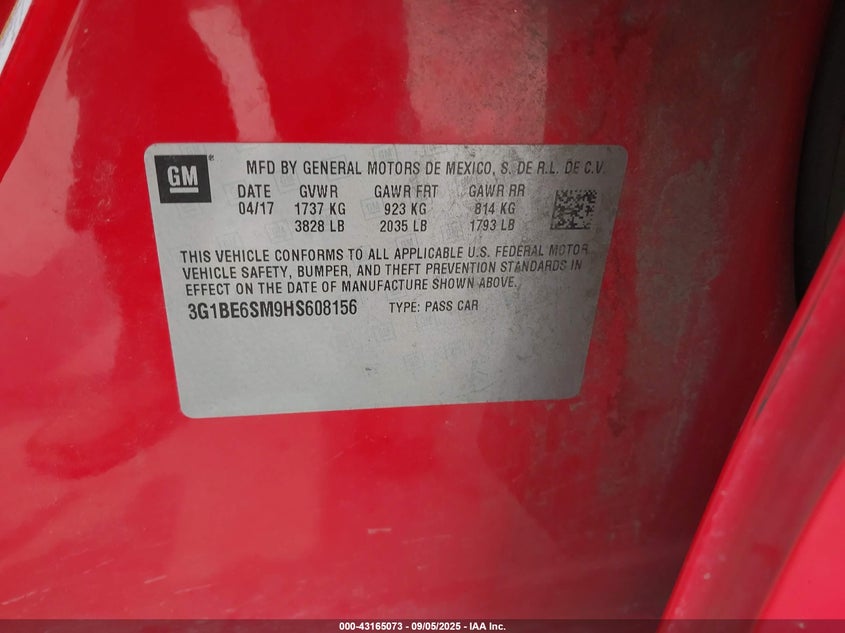 GM ® MFD BY GENERAL MOTORS DE MEXICO, S. DE R.L. DE C.V.
DATE GVWR GAWR FRT GAWR RR
04/17 1737 KG 923 KG 814 KG
3828 LB 2035 LB 1793 LB
THIS VEHICLE CONFORMS TO ALL APPLICABLE U.S. FEDERAL MOTOR
VEHICLE SAFETY, BUMPER, AND THEFT PREVENTION STANDARDS IN
EFFECT ON THE DATE OF MANUFACTURE SHOWN ABOVE.
3G1BE6SM9HS608156 TYPE: PASS CAR
000-43165073 - 09/05/2025 - IAA Inc.